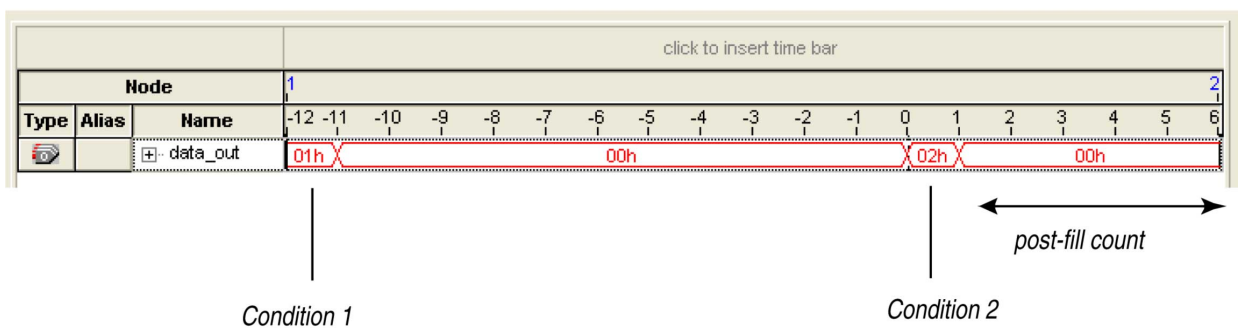 click to insert time bar
Node 1 2
Type Alias Name -12 -11 -10 -9 -8 -7 -6 -5 -4 -3 -2 -1 0 1 2 3 4 5 6
data_out 01h 00h 02h 00h
post-fill count
Condition 1 Condition 2